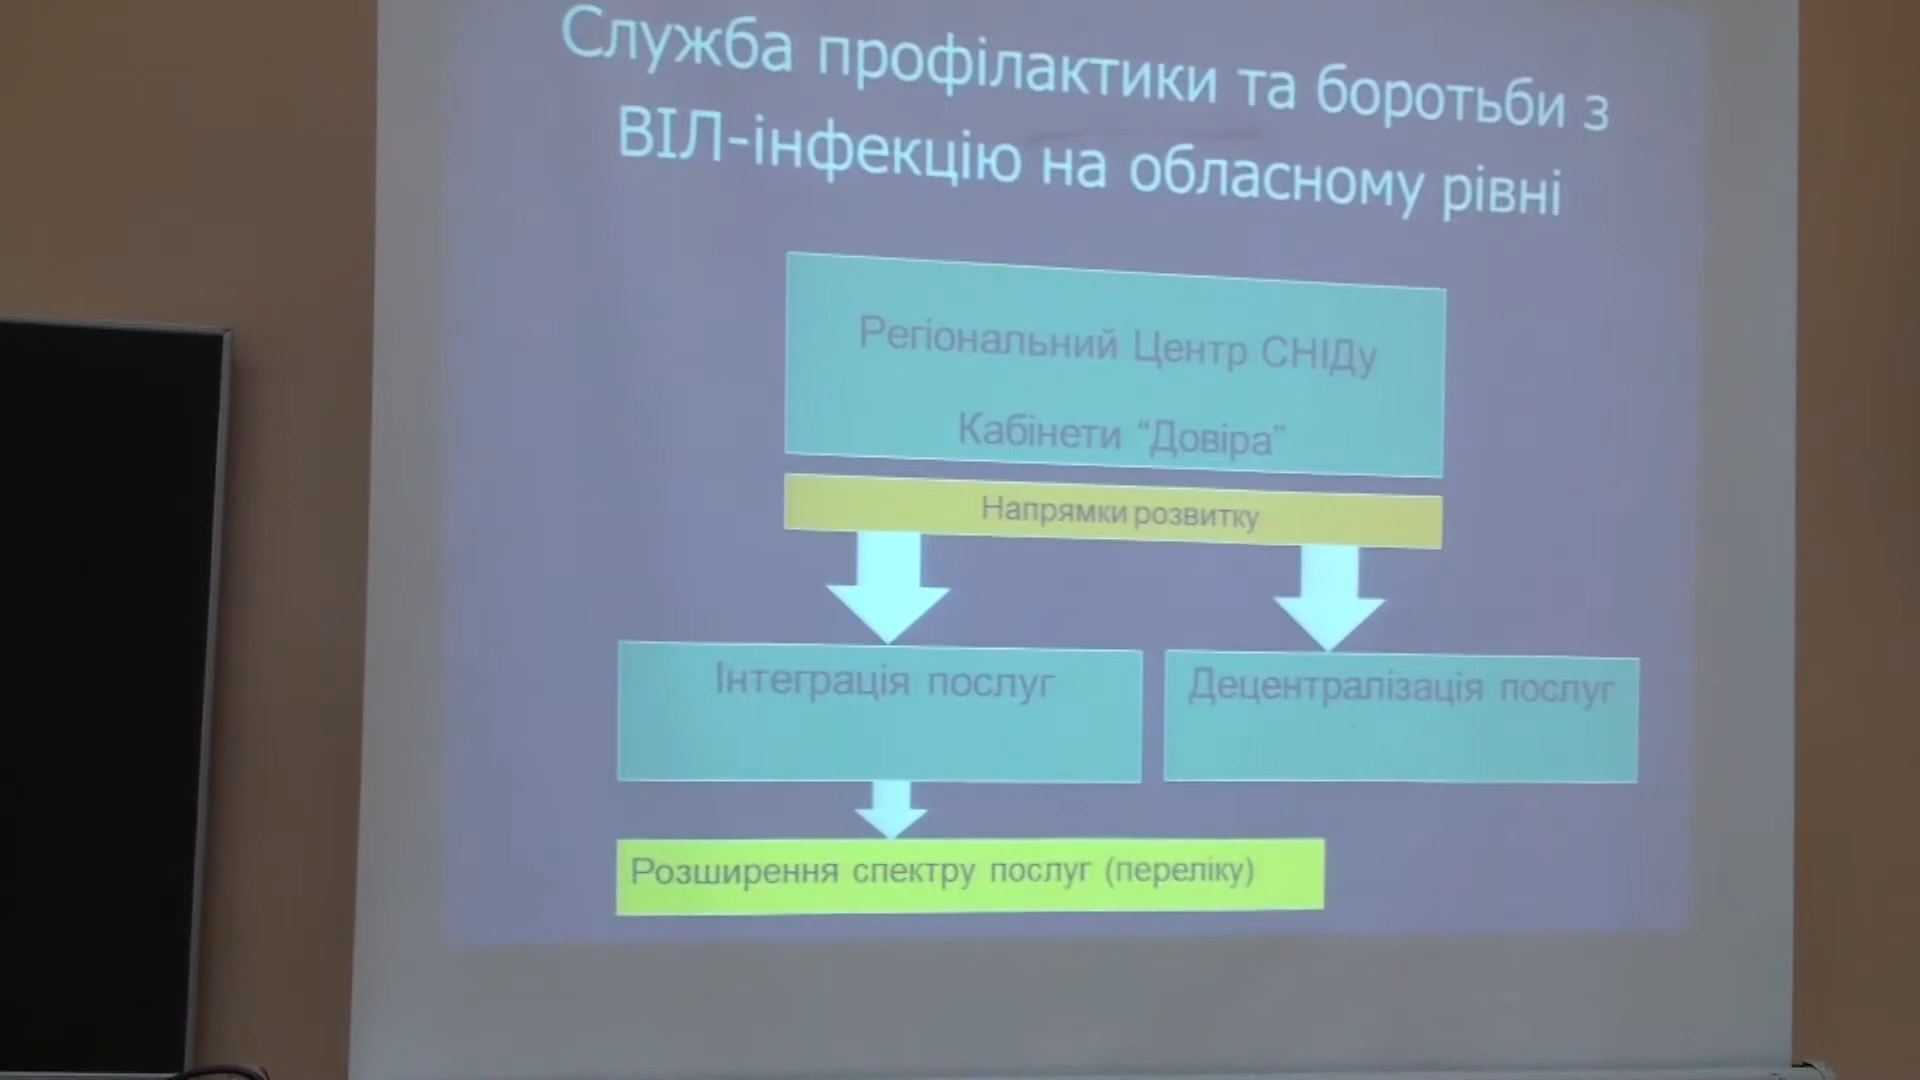 Служба профілактики та боротьби з
ВІЛ-інфекцію на обласному рівні
Регіональний Центр СНІДу
Кабінети “Довіра”
Напрямки розвитку
Інтеграція послуг
Децентралізація послуг
Розширення спектру послуг (переліку)